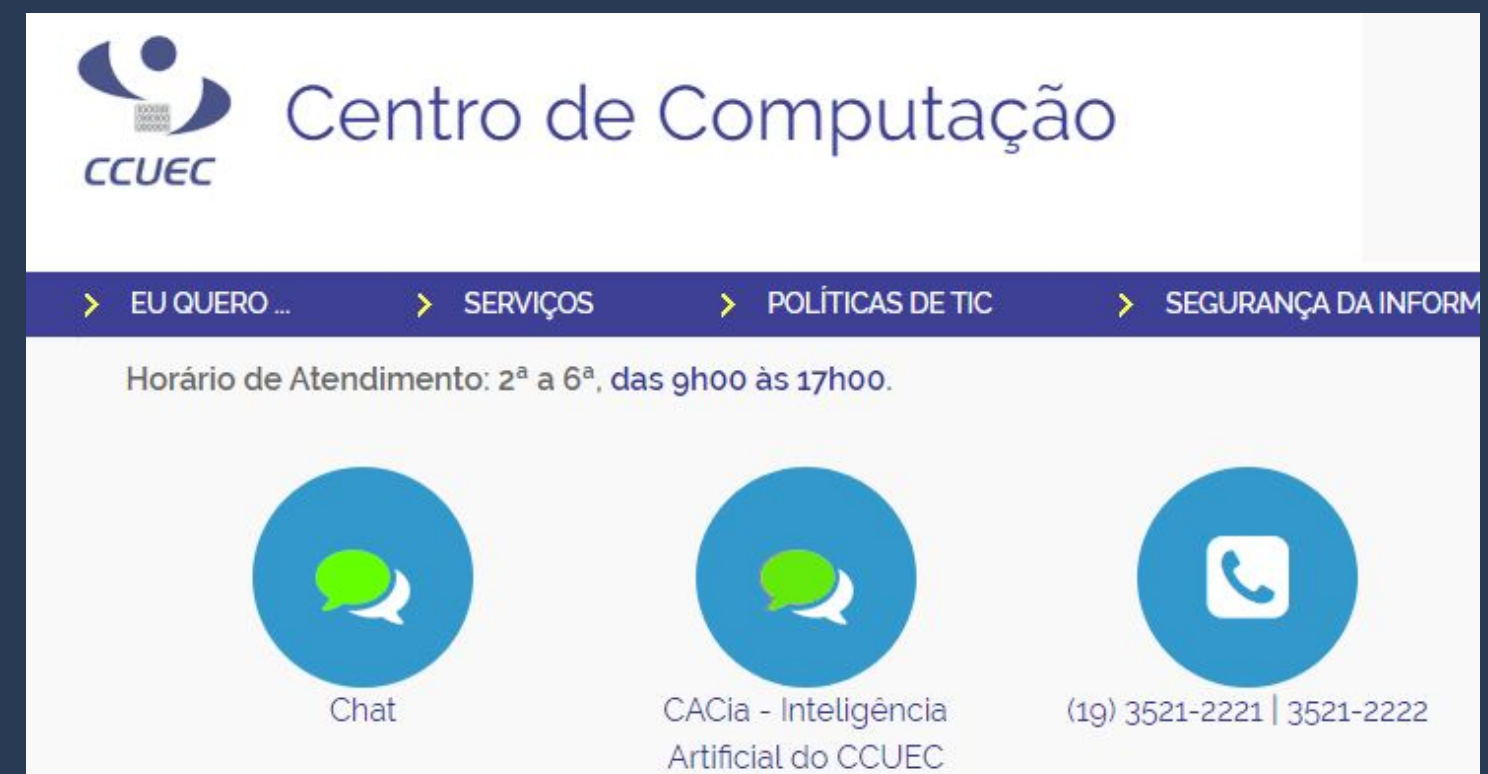 Centro de Computação
CCUEC
EU QUERO ... SERVIÇOS POLÍTICAS DE TIC SEGURANÇA DA INFORM
Horário de Atendimento: 2ª a 6ª, das 9h00 às 17h00.
Chat CACia - Inteligência (19) 3521-2221 | 3521-2222
Artificial do CCUEC